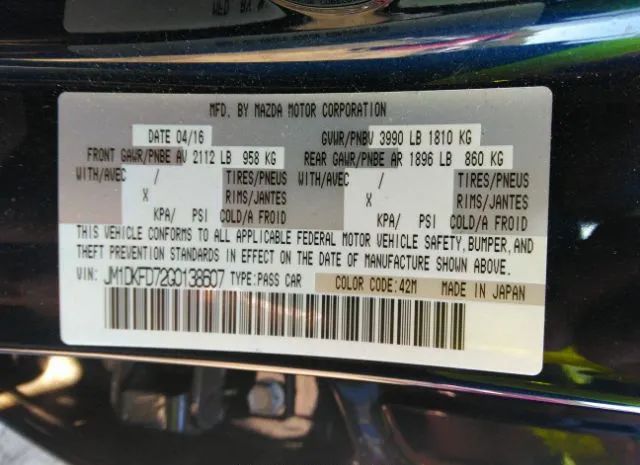 MFD. BY MAZDA MOTOR CORPORATION
DATE 04/16 GVWR/PNBV 3990 LB 1810 KG
FRONT GAWR/PNBE AV 2112 LB 958 KG REAR GAWR/PNBE AR 1896 LB 860 KG
WITH/AVEC / TIRES/PNEUS WITH/AVEC / TIRES/PNEUS
X RIMS/JANTES X RIMS/JANTES
KPA/ PSI COLD/A FROID KPA/ PSI COLD/A FROID
THIS VEHICLE CONFORMS TO ALL APPLICABLE FEDERAL MOTOR VEHICLE SAFETY, BUMPER, AND
THEFT PREVENTION STANDARDS IN EFFECT ON THE DATE OF MANUFACTURE SHOWN ABOVE.
VIN: JM1DKFD72G0138607 TYPE:PASS CAR COLOR CODE:42M MADE IN JAPAN